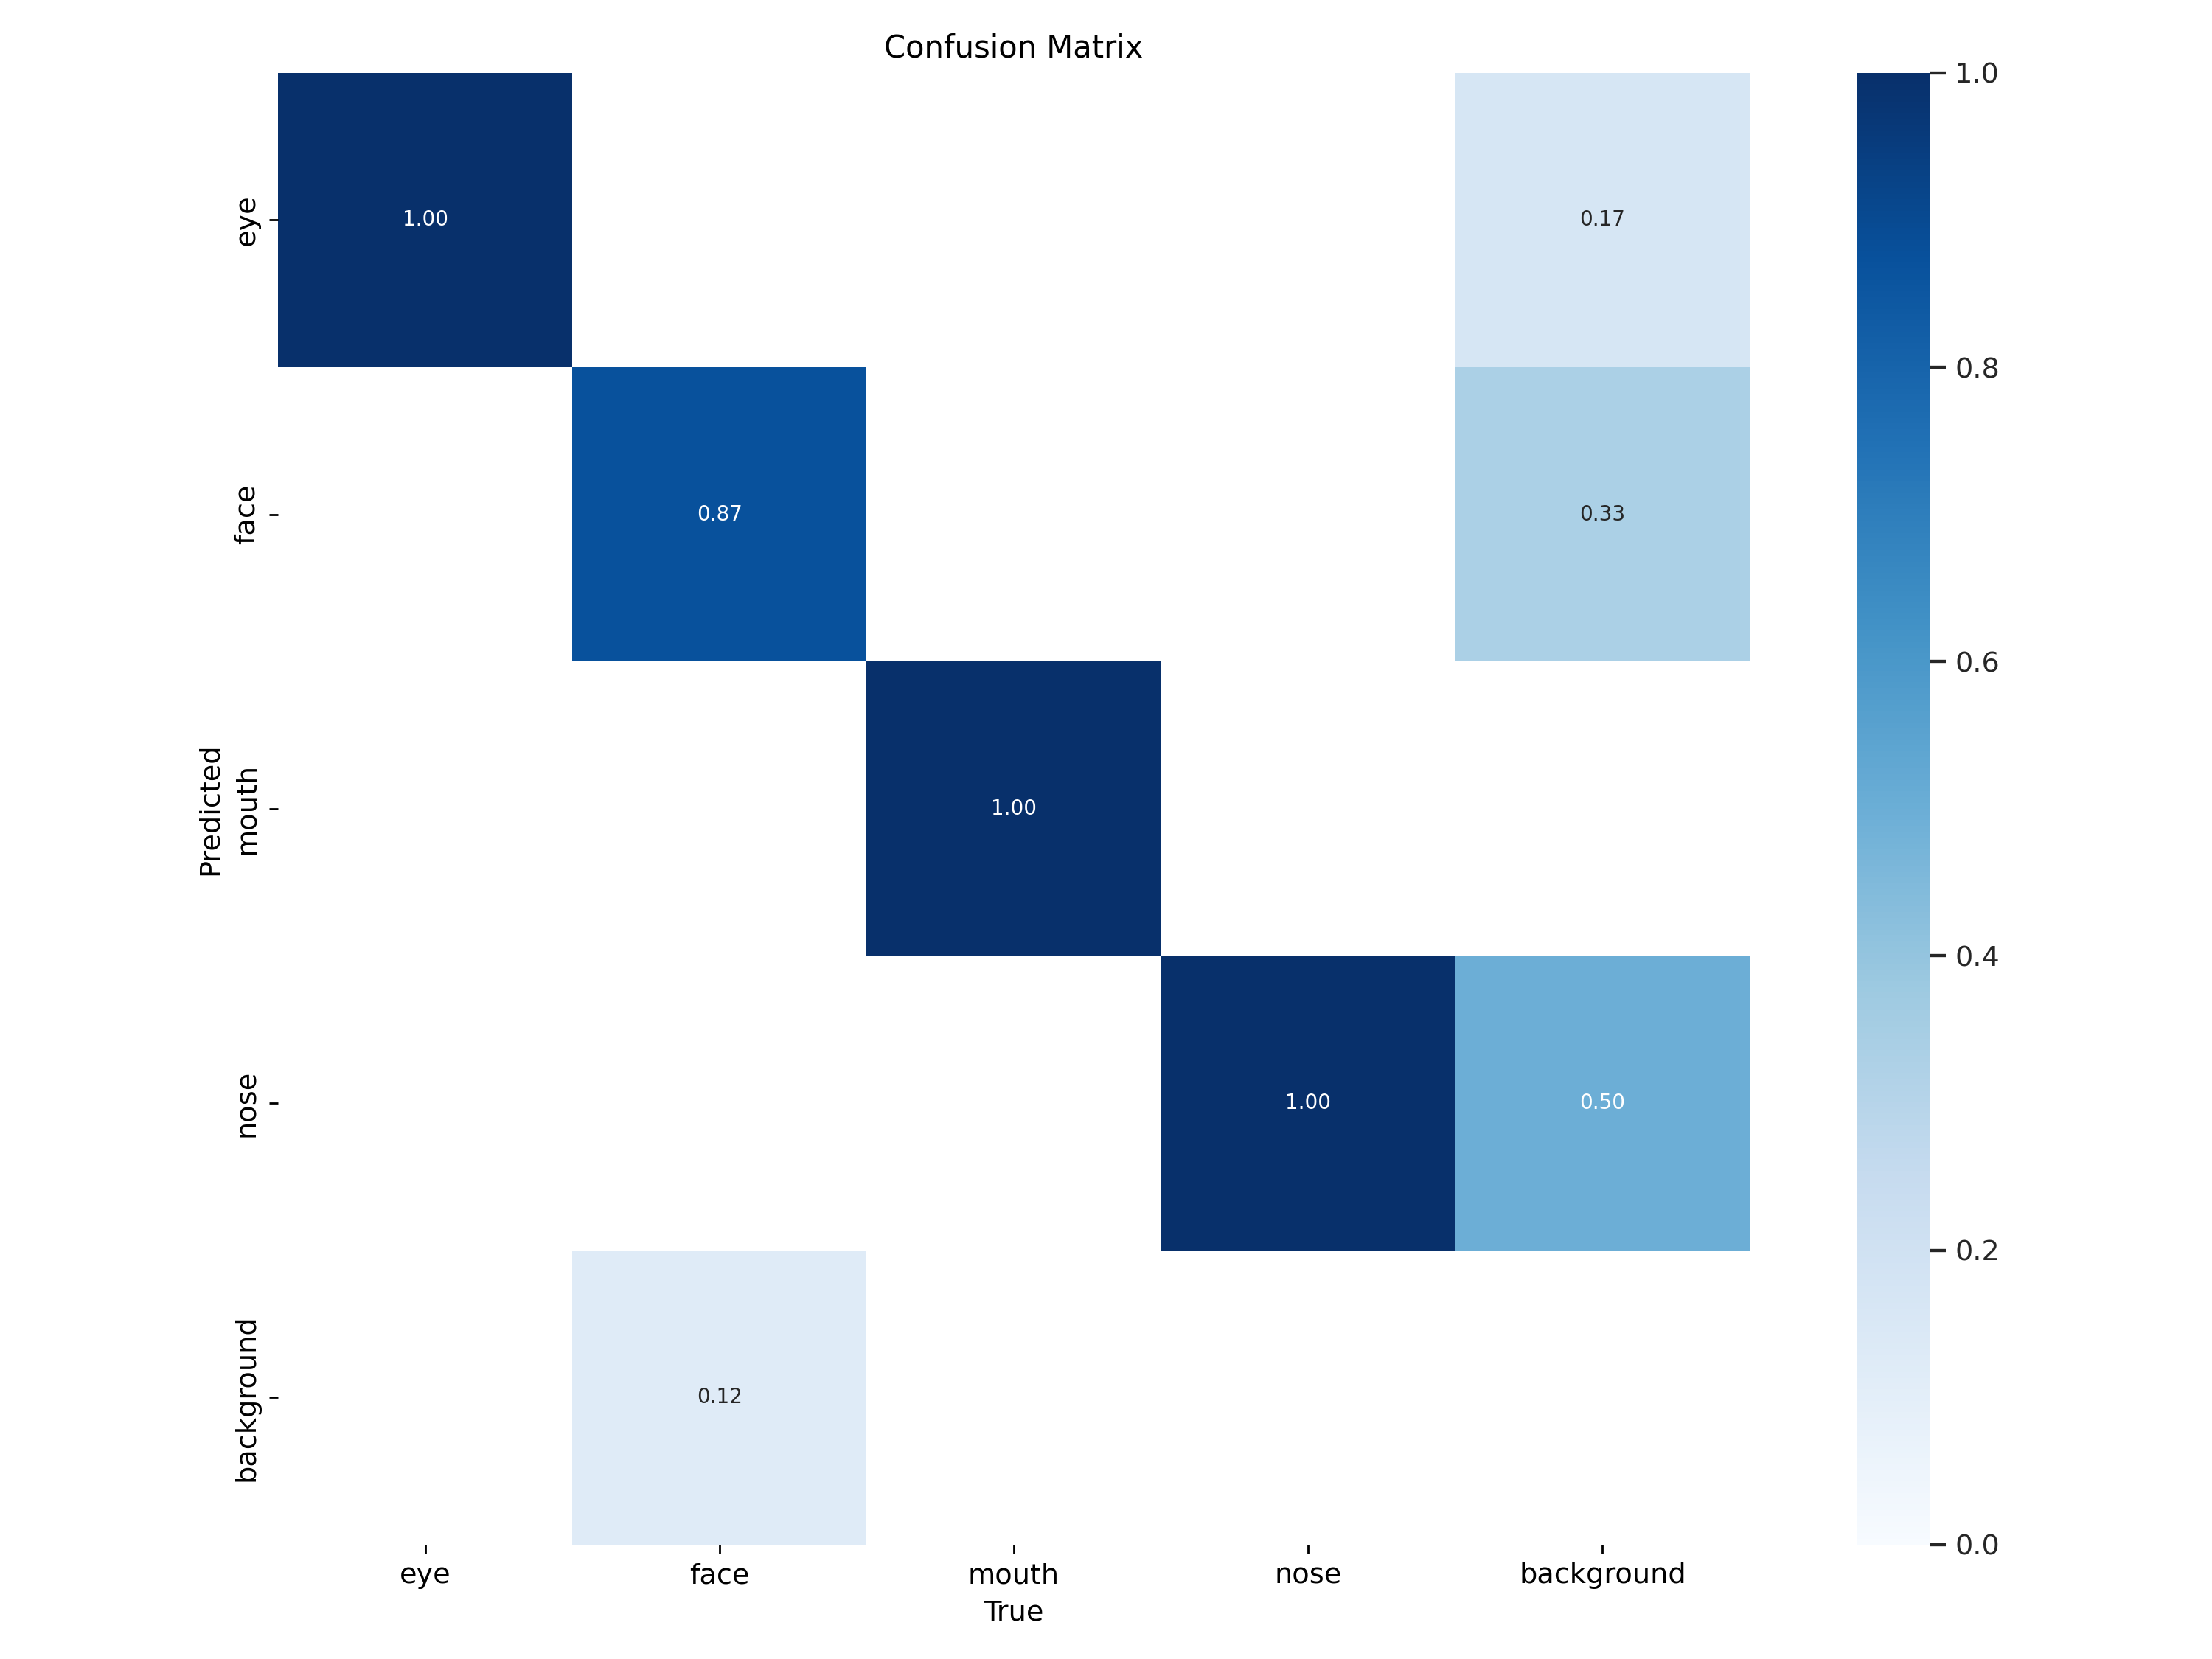 Confusion Matrix
1.0
eye
1.00
0.17
0.8
face
0.87
0.33
0.6
Predicted
mouth
1.00
0.4
nose
1.00
0.50
0.2
background
0.12
0.0
eye
face
mouth
nose
background
True